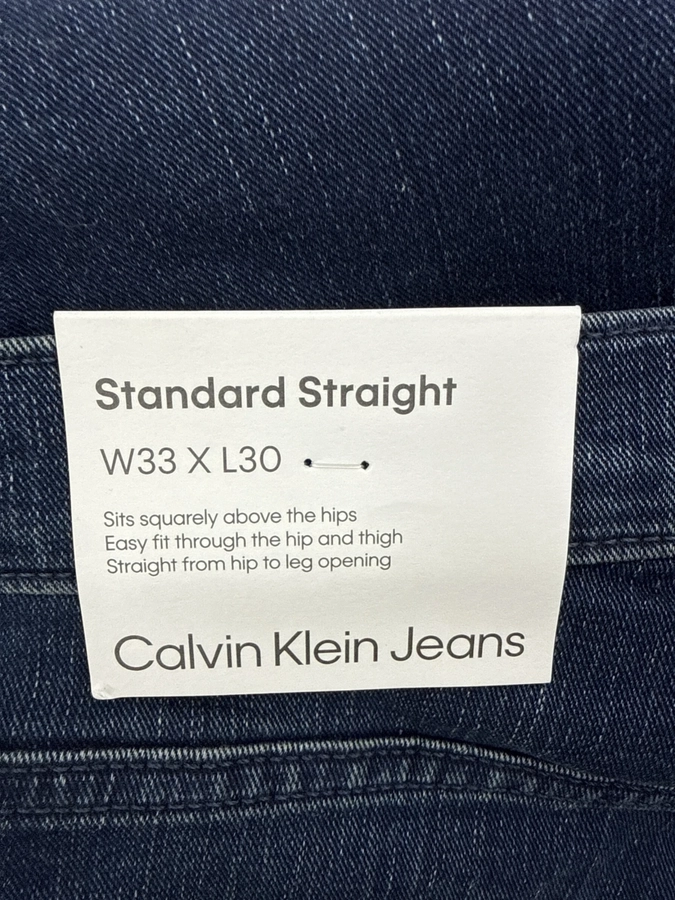 Standard Straight
W33 X L30
Sits squarely above the hips
Easy fit through the hip and thigh
Straight from hip to leg opening
Calvin Klein Jeans